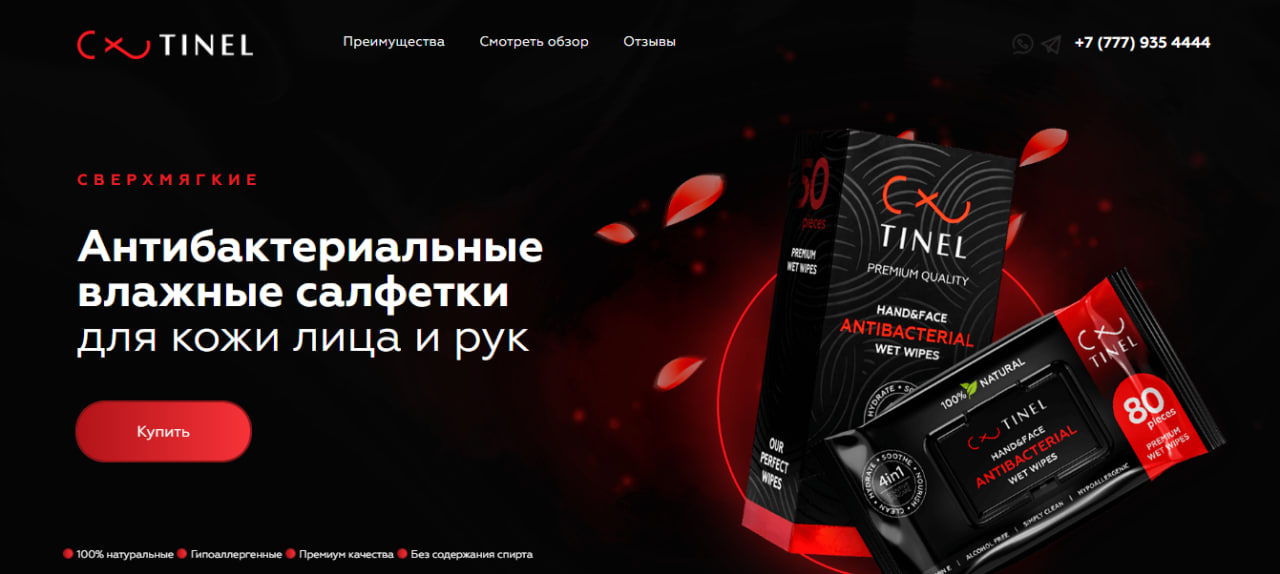 TINEL
Преимущества
Смотреть обзор
Отзывы
+7 (777) 935 4444
СВЕРХМЯГКИЕ
Антибактериальные
влажные салфетки
для кожи лица и рук
Купить
100% натуральные
Гипоаллергенные
Премиум качества
Без содержания спирта
pieces
PREMIUM
WET WIPES
OUR
PERFECT
WIPES
TINEL
PREMIUM QUALITY
HAND&FACE
ANTIBACTERIAL
WET WIPES
HYDRATE • SOOTHE
100% NATURAL
TINEL
HAND&FACE
ANTIBACTERIAL
WET WIPES
HYDRATE • SOOTHE • NOURISH • CLEAN •
4in1
ALCOHOL FREE | SIMPLY CLEAN | HYPOALLERGENIC
TINEL
80
pieces
PREMIUM
WET WIPES